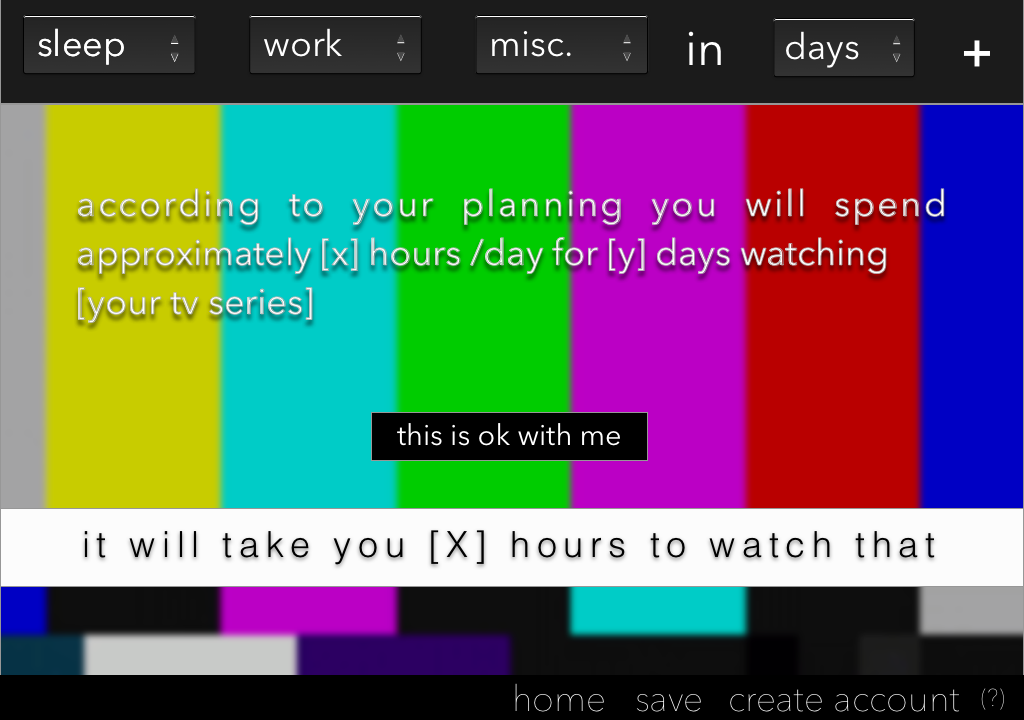 sleep work misc. in days +
according to your planning you will spend
approximately [x] hours /day for [y] days watching
[your tv series]
this is ok with me
it will take you [X] hours to watch that
home save create account (?)